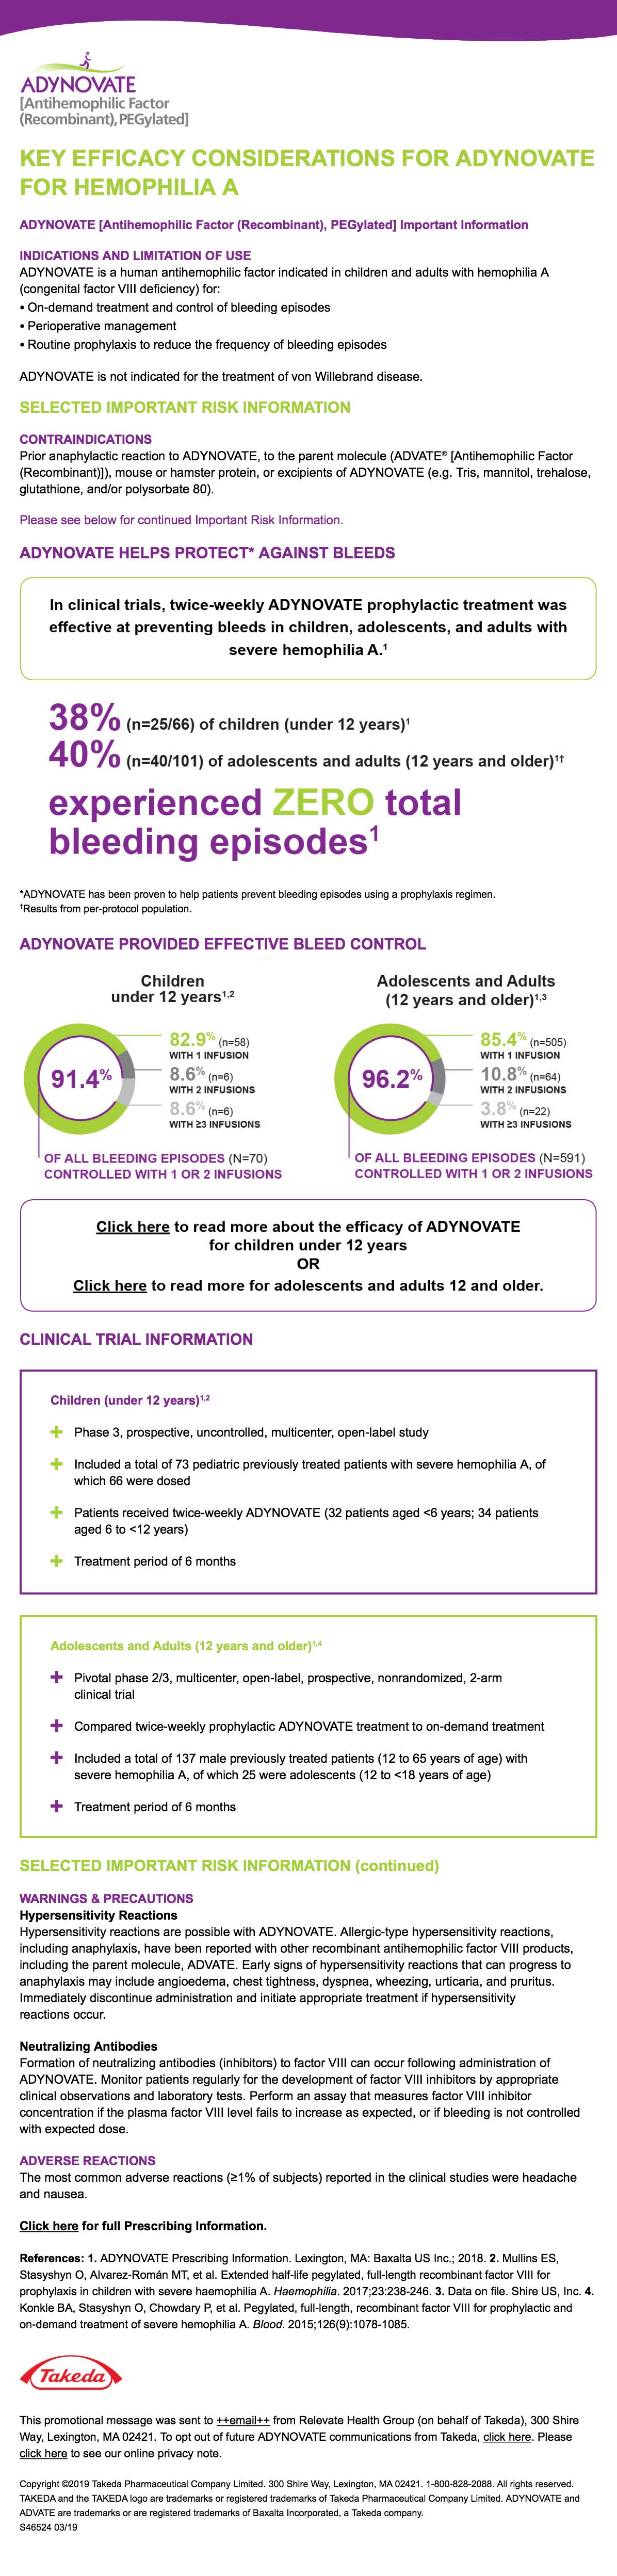 ADYNOVATE
[Antihemophilic Factor
(Recombinant), PEGylated]
KEY EFFICACY CONSIDERATIONS FOR ADYNOVATE
FOR HEMOPHILIA A
ADYNOVATE [Antihemophilic Factor (Recombinant), PEGylated] Important Information
INDICATIONS AND LIMITATION OF USE
ADYNOVATE is a human antihemophilic factor indicated in children and adults with hemophilia A
(congenital factor VIII deficiency) for:
• On-demand treatment and control of bleeding episodes
• Perioperative management
• Routine prophylaxis to reduce the frequency of bleeding episodes
ADYNOVATE is not indicated for the treatment of von Willebrand disease.
SELECTED IMPORTANT RISK INFORMATION
CONTRAINDICATIONS
Prior anaphylactic reaction to ADYNOVATE, to the parent molecule (ADVATE® [Antihemophilic Factor
(Recombinant)]), mouse or hamster protein, or excipients of ADYNOVATE (e.g. Tris, mannitol, trehalose,
glutathione, and/or polysorbate 80).
Please see below for continued Important Risk Information.
ADYNOVATE HELPS PROTECT* AGAINST BLEEDS
In clinical trials, twice-weekly ADYNOVATE prophylactic treatment was
effective at preventing bleeds in children, adolescents, and adults with
severe hemophilia A.¹
38% (n=25/66) of children (under 12 years)¹
40% (n=40/101) of adolescents and adults (12 years and older)¹†
experienced ZERO total
bleeding episodes¹
*ADYNOVATE has been proven to help patients prevent bleeding episodes using a prophylaxis regimen.
†Results from per-protocol population.
ADYNOVATE PROVIDED EFFECTIVE BLEED CONTROL
Children
under 12 years¹,²
91.4%
82.9% (n=58)
WITH 1 INFUSION
8.6% (n=6)
WITH 2 INFUSIONS
8.6% (n=6)
WITH ≥3 INFUSIONS
OF ALL BLEEDING EPISODES (N=70)
CONTROLLED WITH 1 OR 2 INFUSIONS
Adolescents and Adults
(12 years and older)¹,³
96.2%
85.4% (n=505)
WITH 1 INFUSION
10.8% (n=64)
WITH 2 INFUSIONS
3.8% (n=22)
WITH ≥3 INFUSIONS
OF ALL BLEEDING EPISODES (N=591)
CONTROLLED WITH 1 OR 2 INFUSIONS
Click here to read more about the efficacy of ADYNOVATE
for children under 12 years
OR
Click here to read more for adolescents and adults 12 and older.
CLINICAL TRIAL INFORMATION
Children (under 12 years)¹,²
Phase 3, prospective, uncontrolled, multicenter, open-label study
Included a total of 73 pediatric previously treated patients with severe hemophilia A, of
which 66 were dosed
Patients received twice-weekly ADYNOVATE (32 patients aged <6 years; 34 patients
aged 6 to <12 years)
Treatment period of 6 months
Adolescents and Adults (12 years and older)¹,⁴
Pivotal phase 2/3, multicenter, open-label, prospective, nonrandomized, 2-arm
clinical trial
Compared twice-weekly prophylactic ADYNOVATE treatment to on-demand treatment
Included a total of 137 male previously treated patients (12 to 65 years of age) with
severe hemophilia A, of which 25 were adolescents (12 to <18 years of age)
Treatment period of 6 months
SELECTED IMPORTANT RISK INFORMATION (continued)
WARNINGS & PRECAUTIONS
Hypersensitivity Reactions
Hypersensitivity reactions are possible with ADYNOVATE. Allergic-type hypersensitivity reactions,
including anaphylaxis, have been reported with other recombinant antihemophilic factor VIII products,
including the parent molecule, ADVATE. Early signs of hypersensitivity reactions that can progress to
anaphylaxis may include angioedema, chest tightness, dyspnea, wheezing, urticaria, and pruritus.
Immediately discontinue administration and initiate appropriate treatment if hypersensitivity
reactions occur.
Neutralizing Antibodies
Formation of neutralizing antibodies (inhibitors) to factor VIII can occur following administration of
ADYNOVATE. Monitor patients regularly for the development of factor VIII inhibitors by appropriate
clinical observations and laboratory tests. Perform an assay that measures factor VIII inhibitor
concentration if the plasma factor VIII level fails to increase as expected, or if bleeding is not controlled
with expected dose.
ADVERSE REACTIONS
The most common adverse reactions (≥1% of subjects) reported in the clinical studies were headache
and nausea.
Click here for full Prescribing Information.
References: 1. ADYNOVATE Prescribing Information. Lexington, MA: Baxalta US Inc.; 2018. 2. Mullins ES,
Stasyshyn O, Alvarez-Román MT, et al. Extended half-life pegylated, full-length recombinant factor VIII for
prophylaxis in children with severe haemophilia A. Haemophilia. 2017;23:238-246. 3. Data on file. Shire US, Inc. 4.
Konkle BA, Stasyshyn O, Chowdary P, et al. Pegylated, full-length, recombinant factor VIII for prophylactic and
on-demand treatment of severe hemophilia A. Blood. 2015;126(9):1078-1085.
Takeda
This promotional message was sent to ++email++ from Relevate Health Group (on behalf of Takeda), 300 Shire
Way, Lexington, MA 02421. To opt out of future ADYNOVATE communications from Takeda, click here. Please
click here to see our online privacy note.
Copyright ©2019 Takeda Pharmaceutical Company Limited. 300 Shire Way, Lexington, MA 02421. 1-800-828-2088. All rights reserved.
TAKEDA and the TAKEDA logo are trademarks or registered trademarks of Takeda Pharmaceutical Company Limited. ADYNOVATE and
ADVATE are trademarks or are registered trademarks of Baxalta Incorporated, a Takeda company.
S46524 03/19